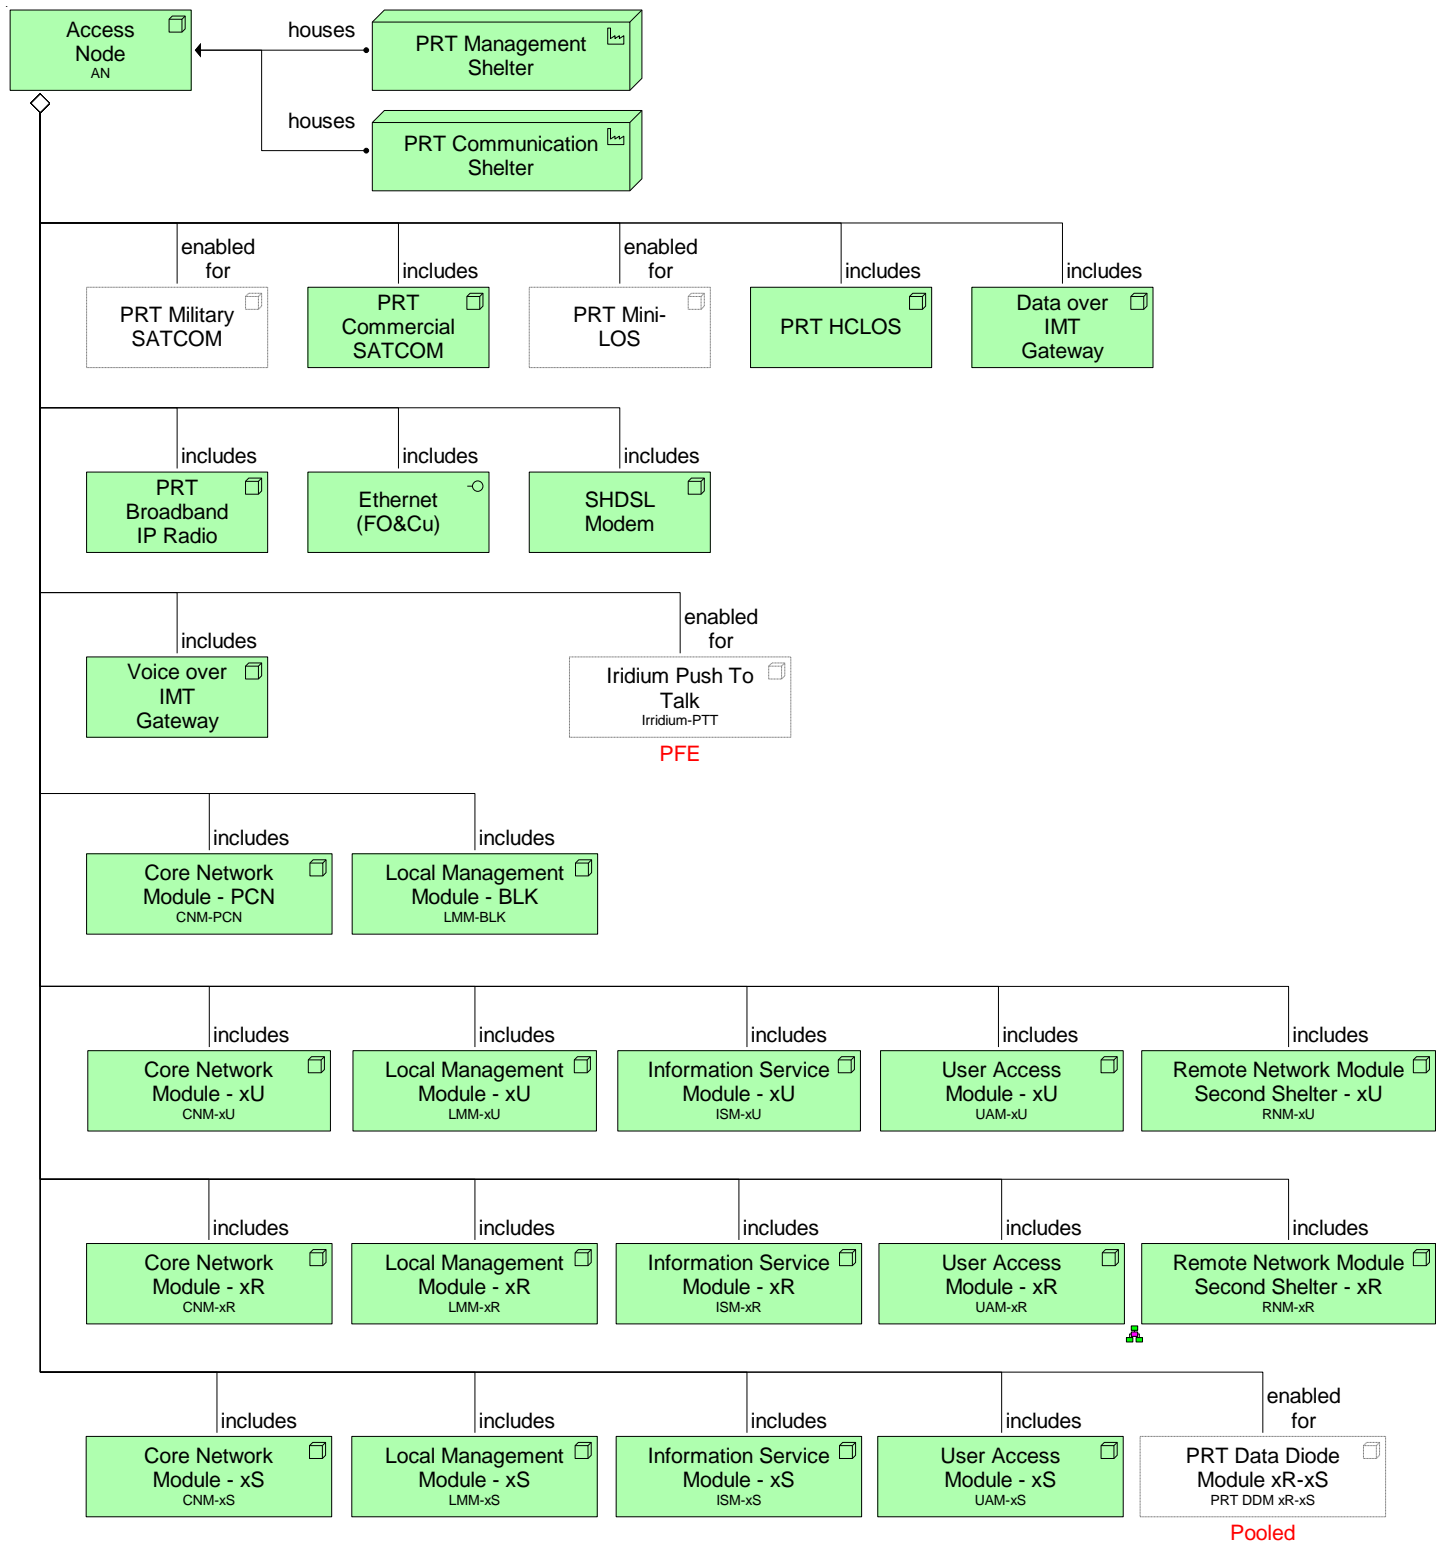 Access
Node
AN
houses
PRT Management
Shelter
houses
PRT Communication
Shelter
enabled
for
PRT Military
SATCOM
includes
PRT
Commercial
SATCOM
enabled
for
PRT Mini-
LOS
includes
PRT HCLOS
includes
Data over
IMT
Gateway
includes
PRT
Broadband
IP Radio
includes
Ethernet
(FO&Cu)
includes
SHDSL
Modem
includes
Voice over
IMT
Gateway
enabled
for
Iridium Push To
Talk
Irridium-PTT
PFE
includes
Core Network
Module - PCN
CNM-PCN
includes
Local Management
Module - BLK
LMM-BLK
includes
Core Network
Module - xU
CNM-xU
includes
Local Management
Module - xU
LMM-xU
includes
Information Service
Module - xU
ISM-xU
includes
User Access
Module - xU
UAM-xU
includes
Remote Network Module
Second Shelter - xU
RNM-xU
includes
Core Network
Module - xR
CNM-xR
includes
Local Management
Module - xR
LMM-xR
includes
Information Service
Module - xR
ISM-xR
includes
User Access
Module - xR
UAM-xR
includes
Remote Network Module
Second Shelter - xR
RNM-xR
includes
Core Network
Module - xS
CNM-xS
includes
Local Management
Module - xS
LMM-xS
includes
Information Service
Module - xS
ISM-xS
includes
User Access
Module - xS
UAM-xS
enabled
for
PRT Data Diode
Module xR-xS
PRT DDM xR-xS
Pooled